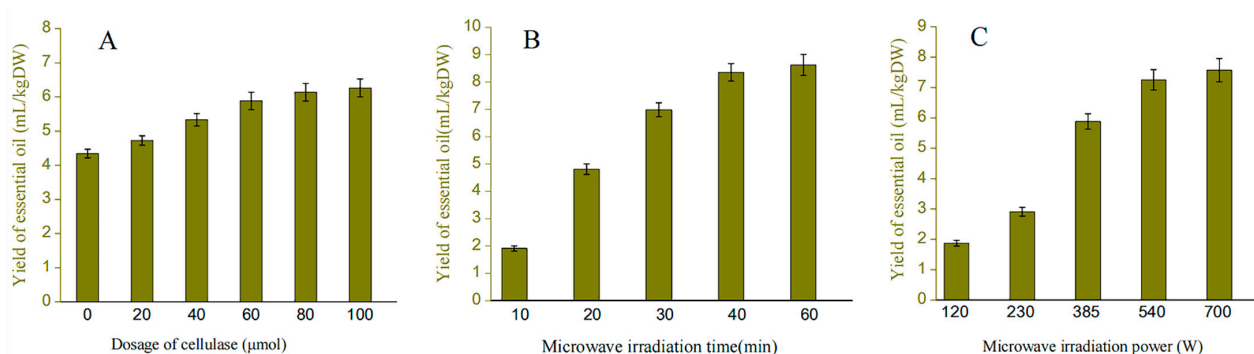 A
Yield of essential oil (mL/kgDW)
8
7
6
5
4
3
2
1
0
0 20 40 60 80 100
Dosage of cellulase (μmol)
B
Yield of essential oil(mL/kgDW)
10
9
8
7
6
5
4
3
2
1
0
10 20 30 40 60
Microwave irradiation time(min)
C
Yield of essential oil (mL/kgDW)
9
8
7
6
5
4
3
2
1
0
120 230 385 540 700
Microwave irradiation power (W)